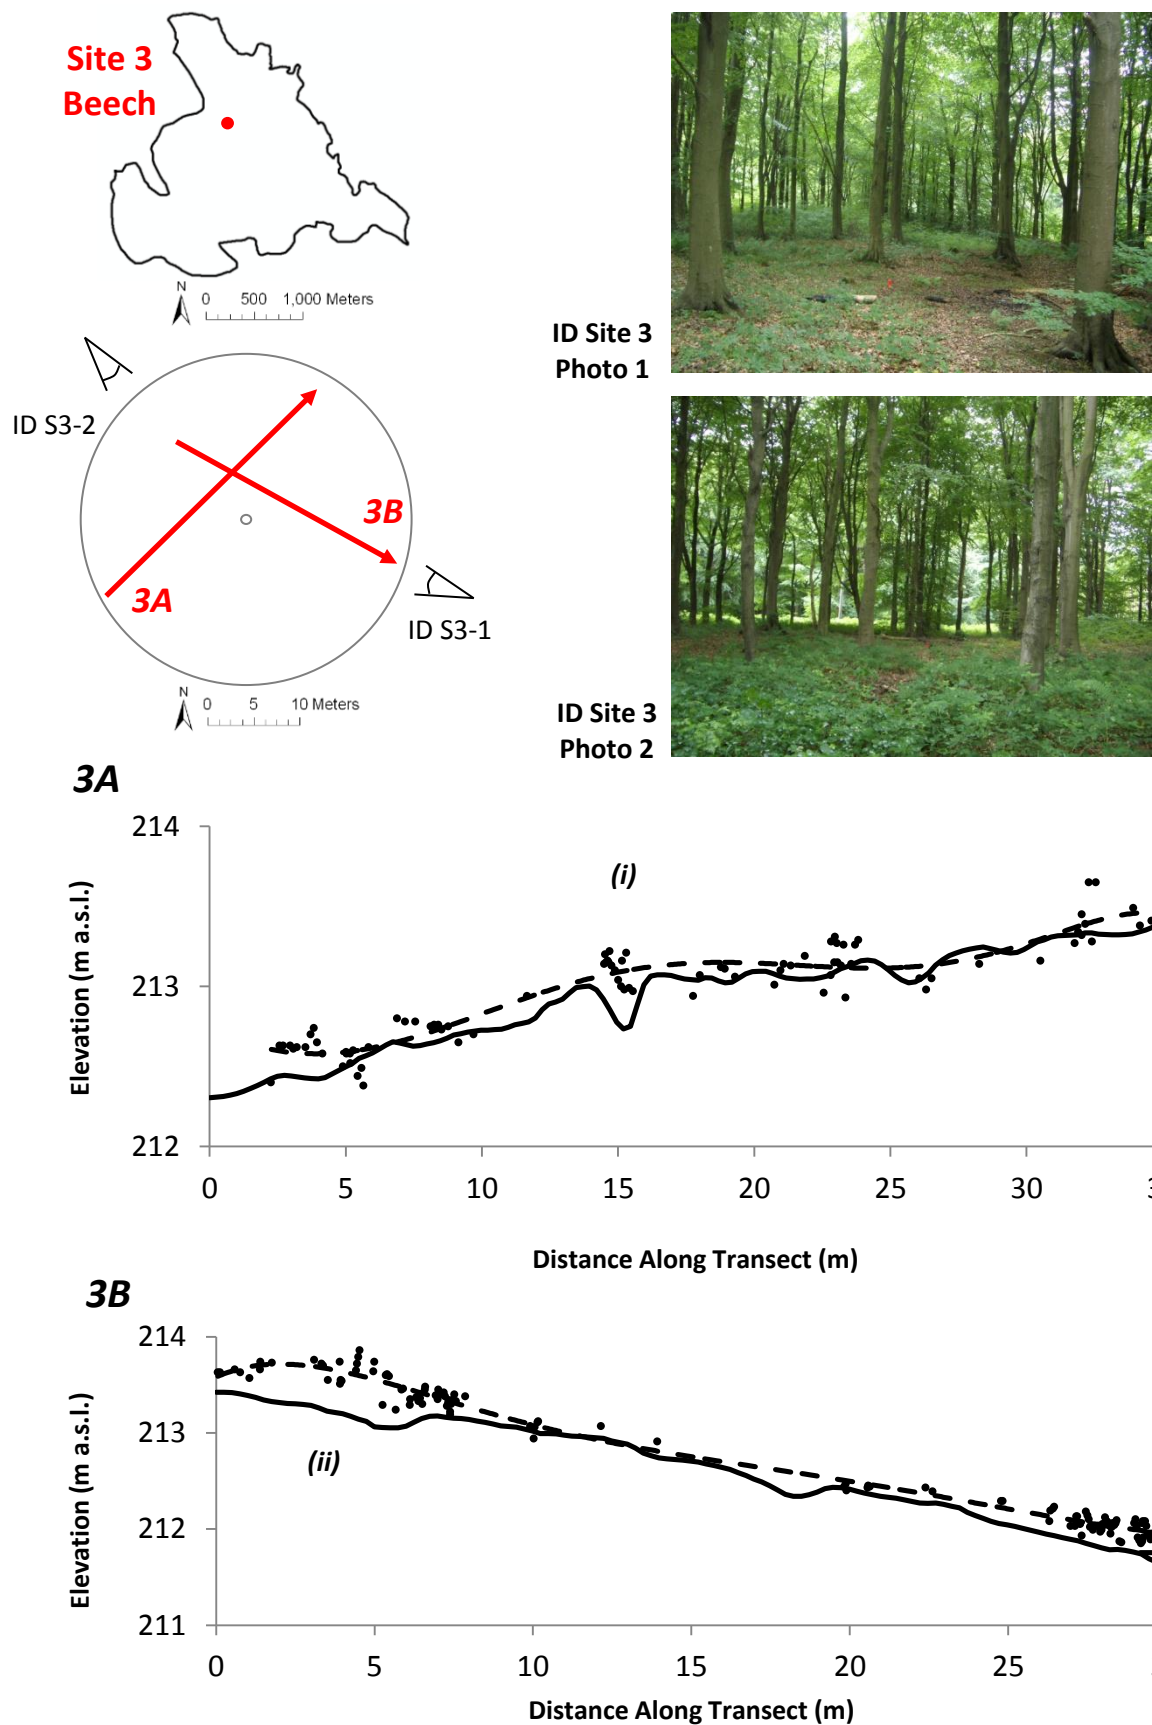 Site 3
Beech
N
0 500 1,000 Meters
ID Site 3
Photo 1
ID S3-2
3B
3A
ID S3-1
N
0 5 10 Meters
ID Site 3
Photo 2
3A
214
(i)
213
212
Elevation (m a.s.l.)
0 5 10 15 20 25 30 3
Distance Along Transect (m)
3B
214
213
(ii)
212
211
Elevation (m a.s.l.)
0 5 10 15 20 25
Distance Along Transect (m)